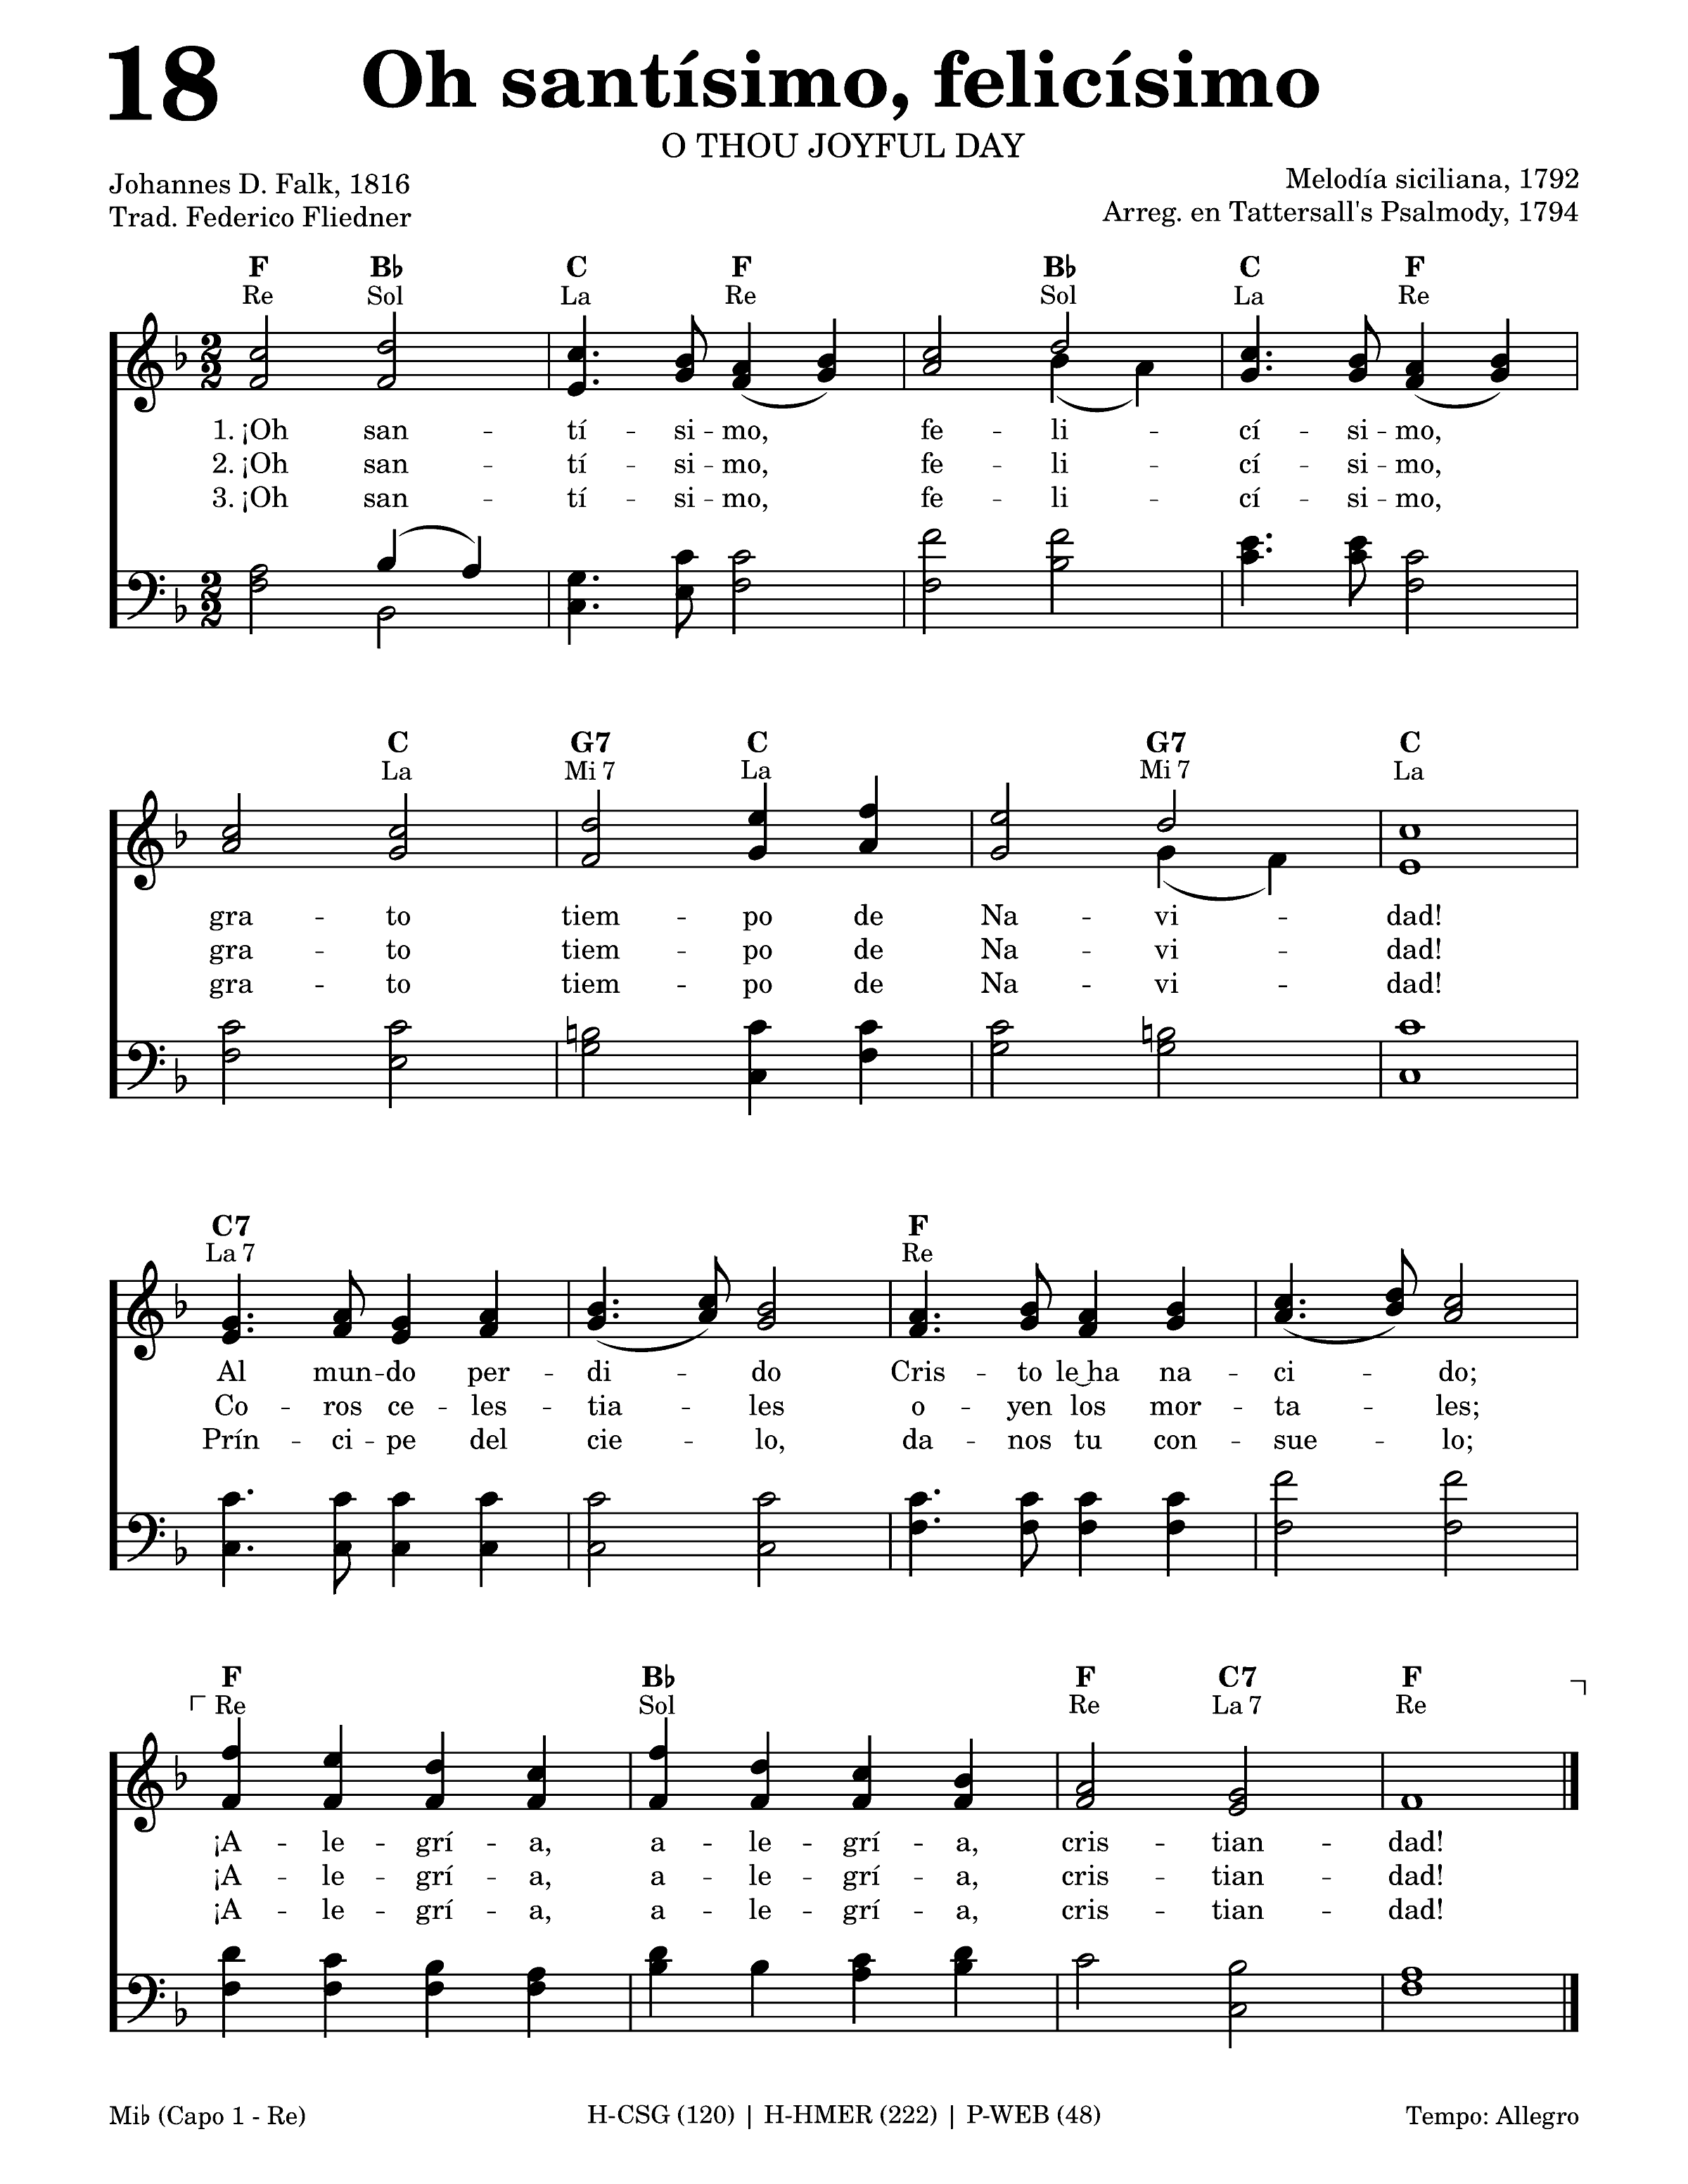 18 Oh santísimo, felicísimo
O THOU JOYFUL DAY
Johannes D. Falk, 1816
Trad. Federico Fliedner
Melodía siciliana, 1792
Arreg. en Tattersall's Psalmody, 1794
F B♭ C F B♭ C F
Re Sol La Re Sol La Re
1. ¡Oh san - tí - si - mo, fe - li - cí - si - mo,
2. ¡Oh san - tí - si - mo, fe - li - cí - si - mo,
3. ¡Oh san - tí - si - mo, fe - li - cí - si - mo,
C G7 C G7 C
La Mi 7 La Mi 7 La
gra - to tiem - po de Na - vi - dad!
gra - to tiem - po de Na - vi - dad!
gra - to tiem - po de Na - vi - dad!
C7 F
La 7 Re
Al mun - do per - di - do Cris - to le‿ha na - ci - do;
Co - ros ce - les - tia - les o - yen los mor - ta - les;
Prín - ci - pe del cie - lo, da - nos tu con - sue - lo;
F B♭ F C7 F
Re Sol Re La 7 Re
¡A - le - grí - a, a - le - grí - a, cris - tian - dad!
¡A - le - grí - a, a - le - grí - a, cris - tian - dad!
¡A - le - grí - a, a - le - grí - a, cris - tian - dad!
Mi♭ (Capo 1 - Re) H-CSG (120) | H-HMER (222) | P-WEB (48) Tempo: Allegro